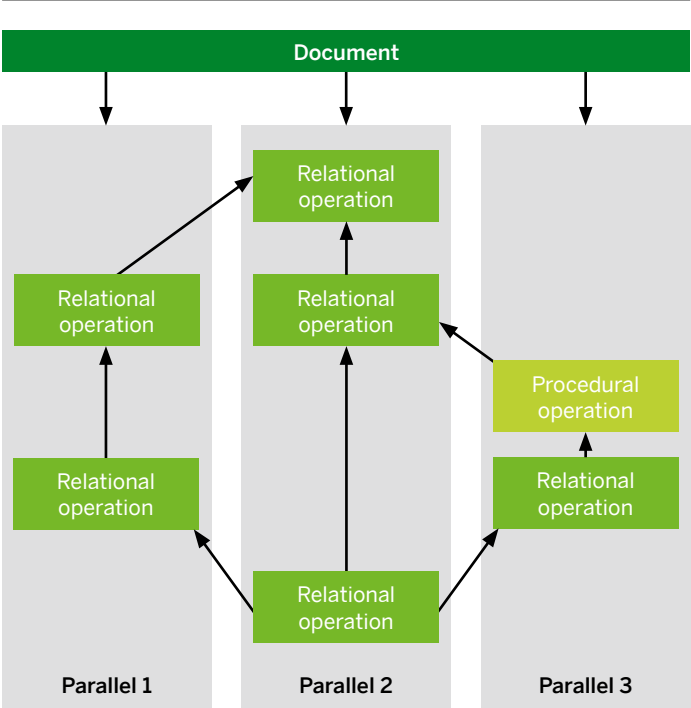 Document
Relational
operation
Relational
operation
Relational
operation
Procedural
operation
Relational
operation
Relational
operation
Relational
operation
Parallel 1
Parallel 2
Parallel 3